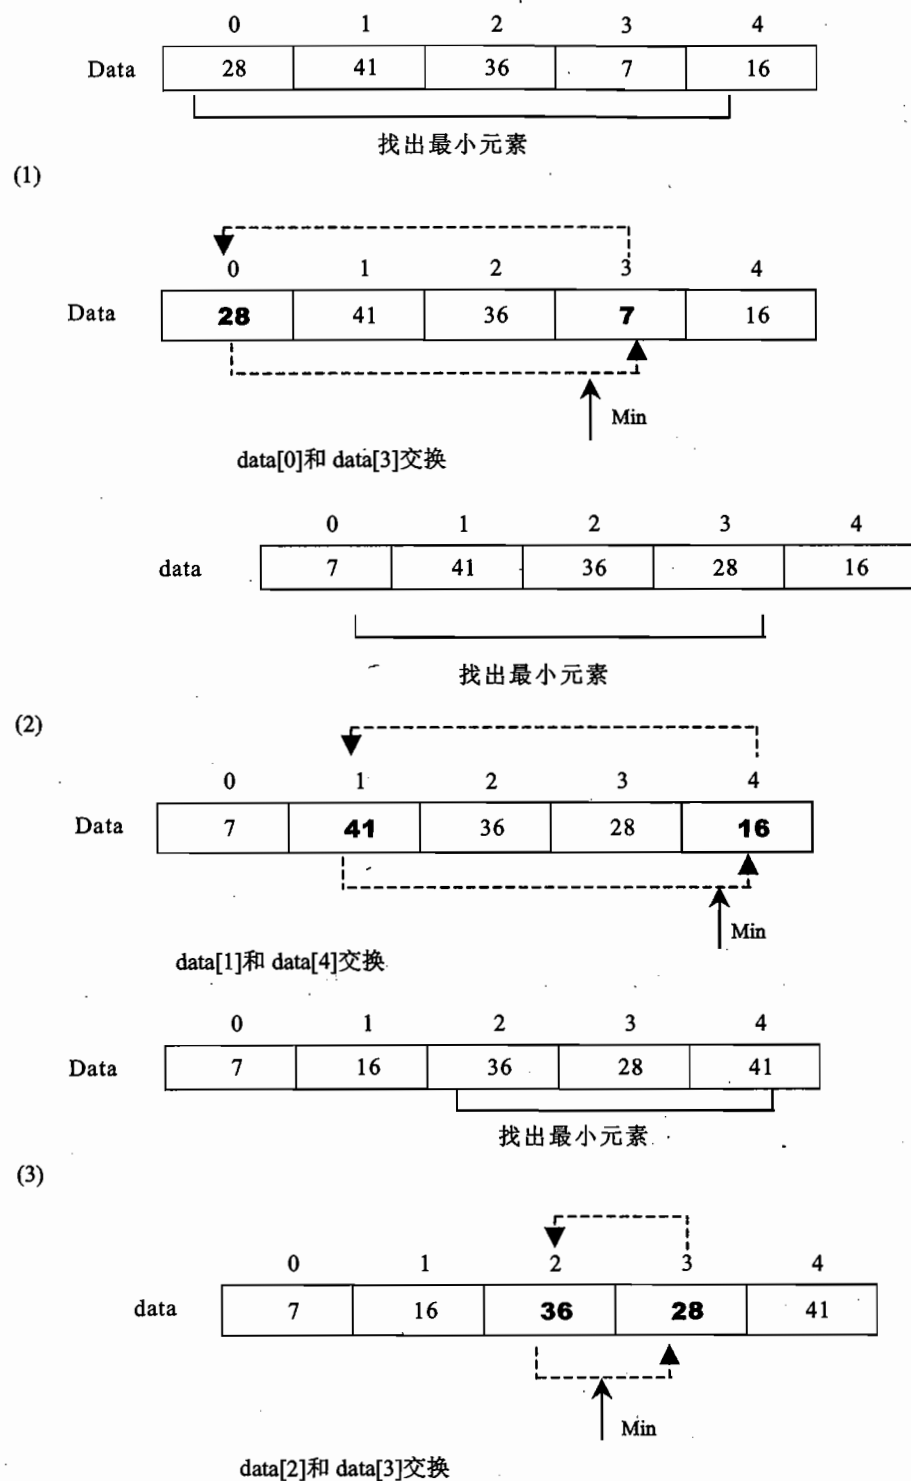 0 1 2 3 4
Data 28 41 36 7 16
找出最小元素
(1)
0 1 2 3 4
Data 28 41 36 7 16
Min
data[0]和 data[3]交换
0 1 2 3 4
data 7 41 36 28 16
找出最小元素
(2)
0 1 2 3 4
Data 7 41 36 28 16
Min
data[1]和 data[4]交换
0 1 2 3 4
Data 7 16 36 28 41
找出最小元素
(3)
0 1 2 3 4
data 7 16 36 28 41
Min
data[2]和 data[3]交换